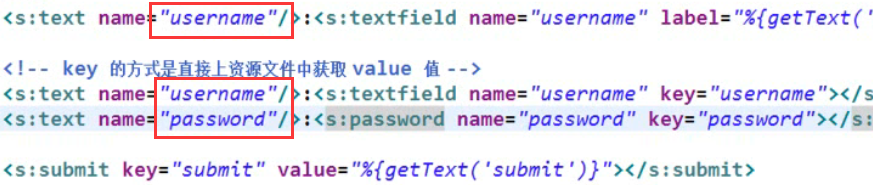 <s:text name="username"/>:<s:textfield name="username" label="%{getText('
<!-- key 的方式是直接上资源文件中获取 value 值 -->
<s:text name="username"/>:<s:textfield name="username" key="username"></s
<s:text name="password"/>:<s:password name="password" key="password"></s:
<s:submit key="submit" value="%{getText('submit')}"></s:submit>